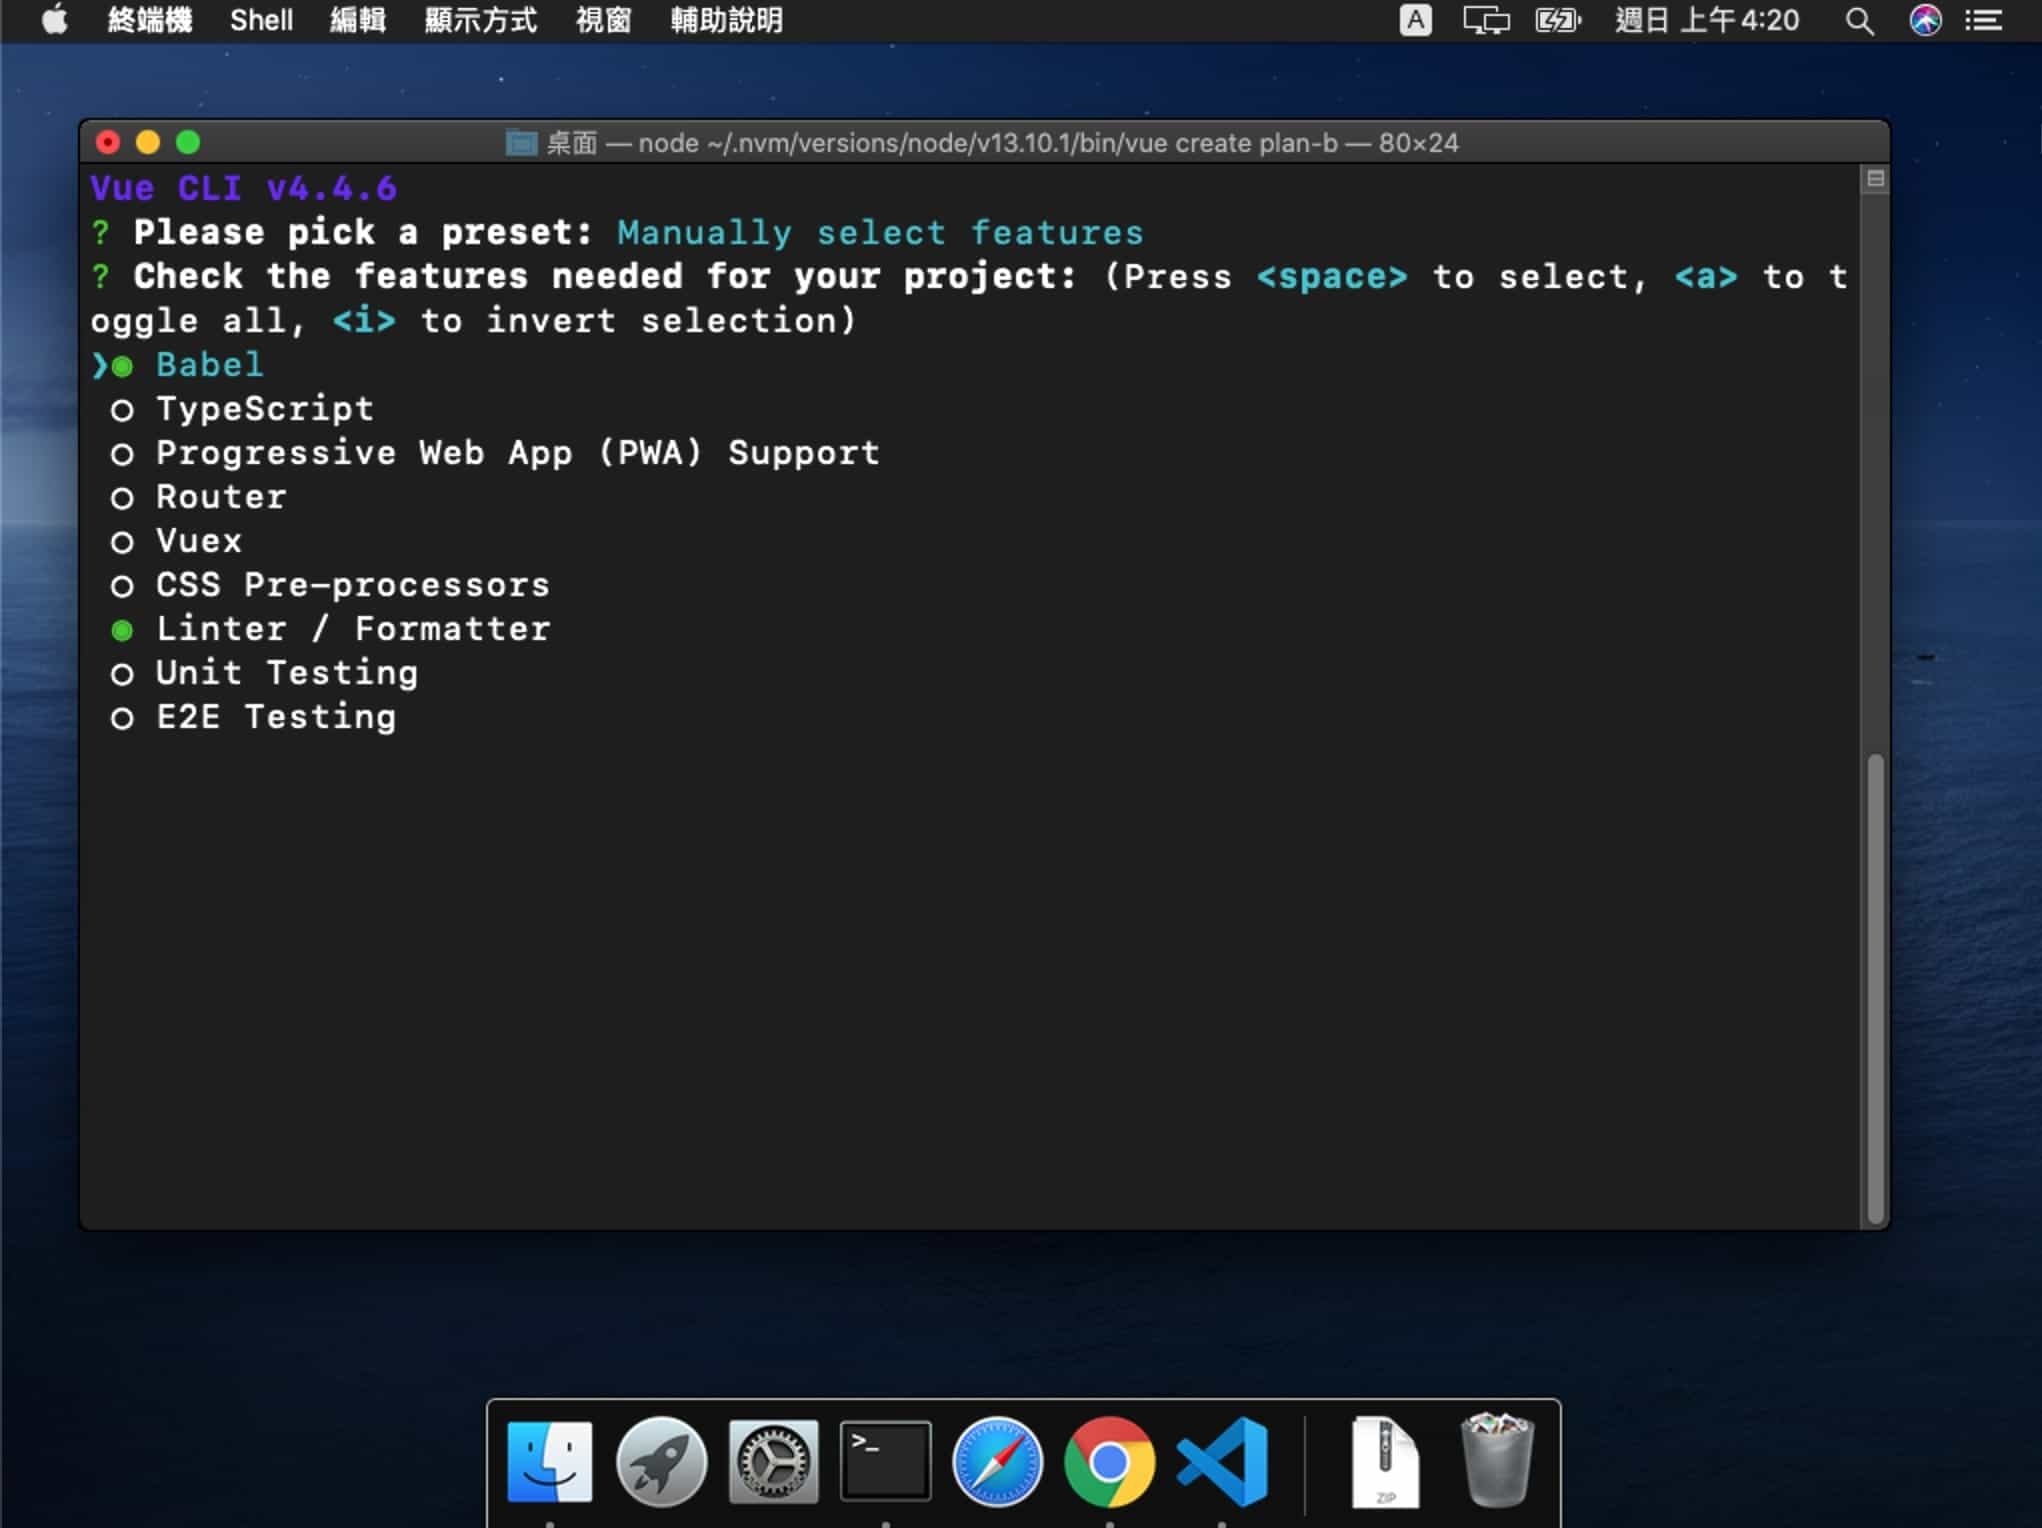 終端機 Shell 編輯 顯示方式 視窗 輔助說明 A 週日 上午4:20
桌面 — node ~/.nvm/versions/node/v13.10.1/bin/vue create plan-b — 80×24
Vue CLI v4.4.6
? Please pick a preset: Manually select features
? Check the features needed for your project: (Press <space> to select, <a> to t
oggle all, <i> to invert selection)
❯◉ Babel
◯ TypeScript
◯ Progressive Web App (PWA) Support
◯ Router
◯ Vuex
◯ CSS Pre-processors
◉ Linter / Formatter
◯ Unit Testing
◯ E2E Testing
>_
ZIP